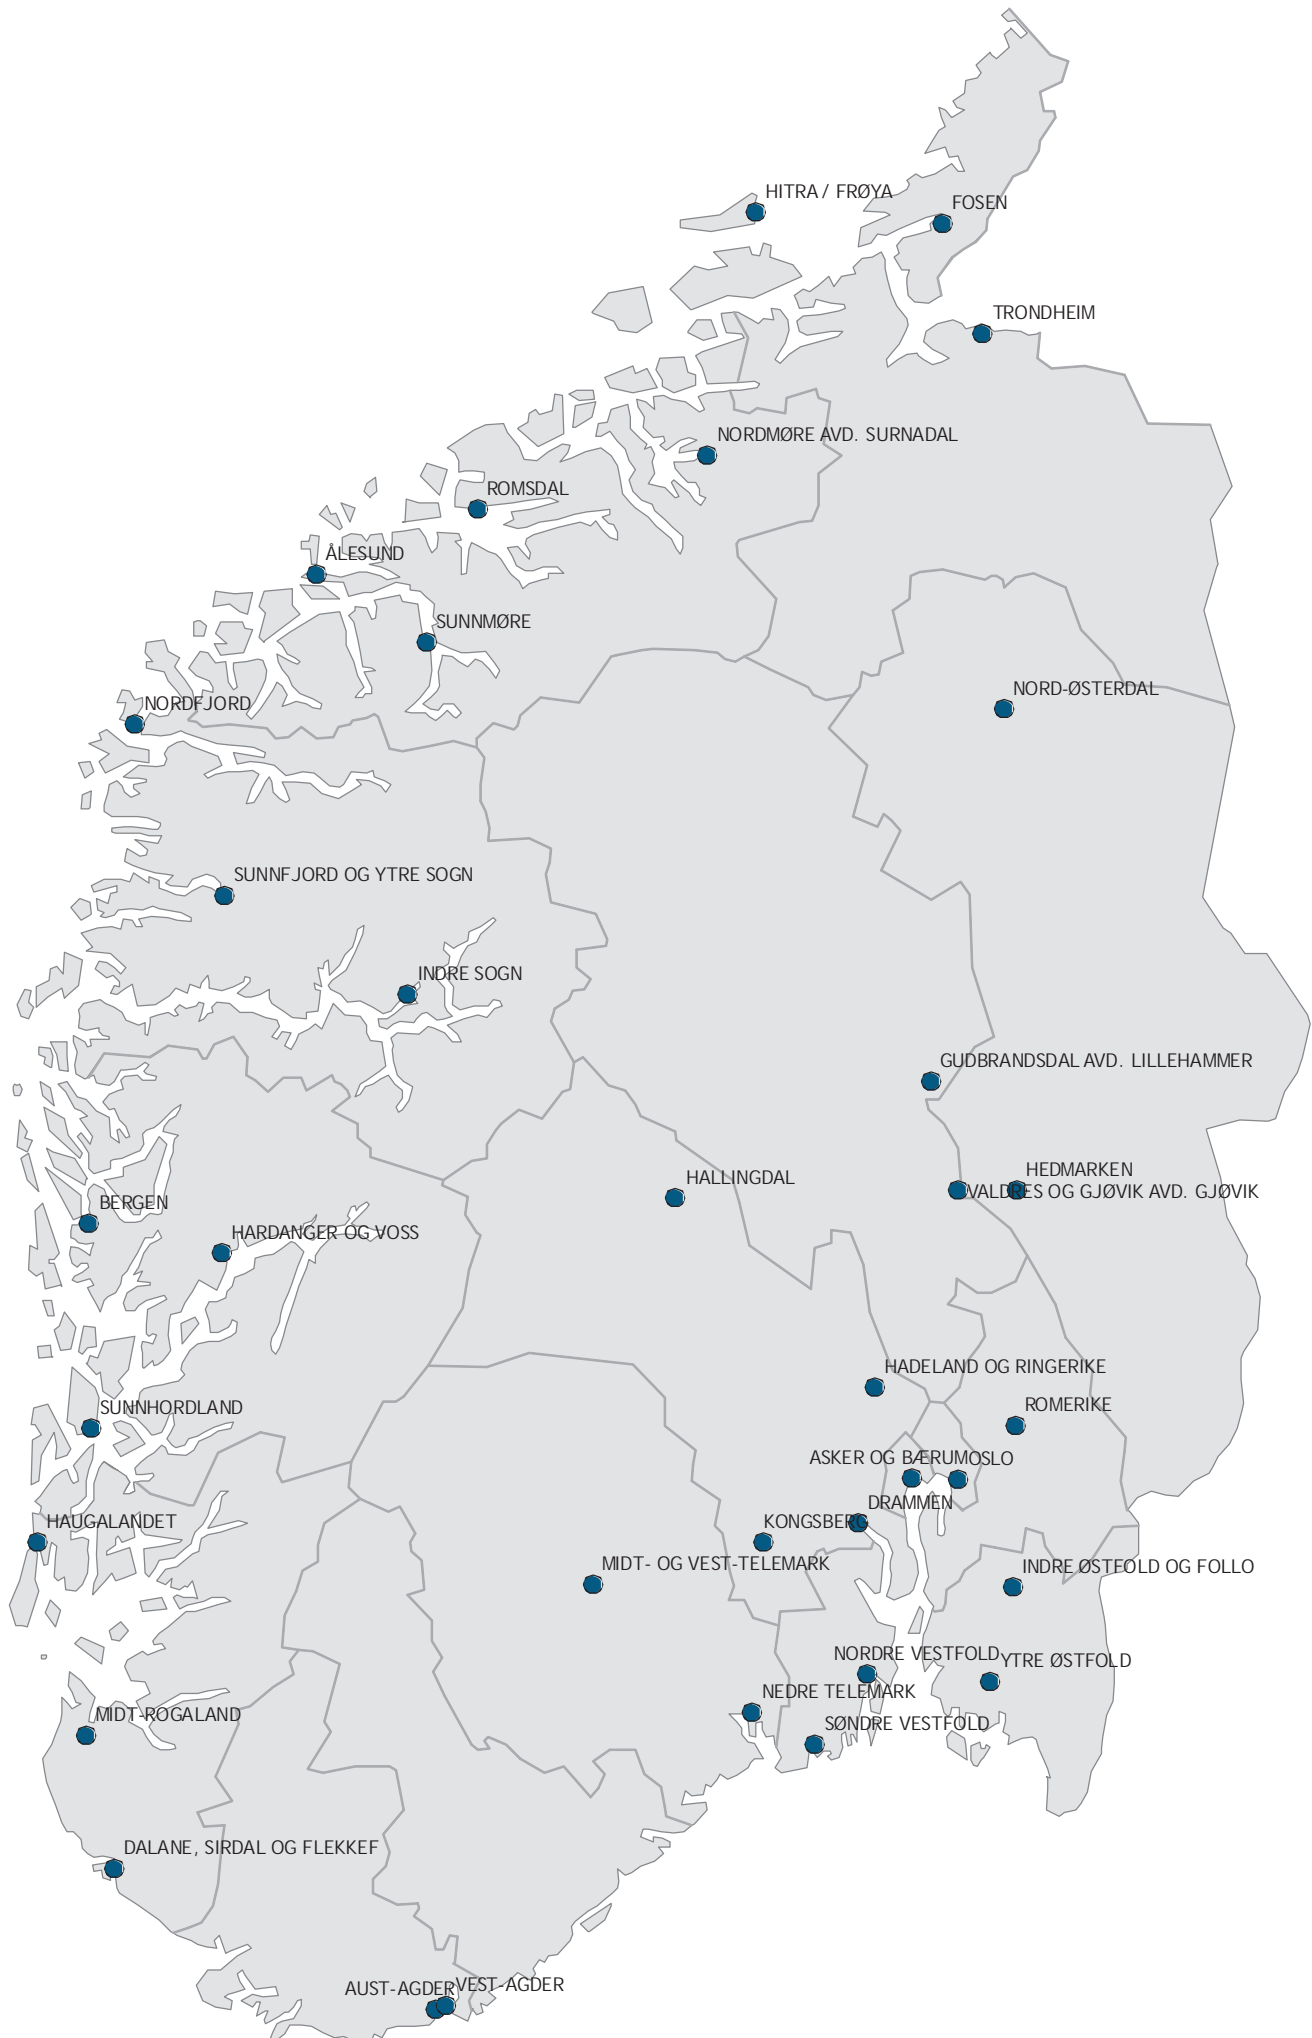 HITRA / FRØYA
FOSEN
TRONDHEIM
NORDMØRE AVD. SURNADAL
ROMSDAL
ÅLESUND
SUNNMØRE
NORD-ØSTERDAL
NORDFJORD
SUNNFJORD OG YTRE SOGN
INDRE SOGN
GUDBRANDSDAL AVD. LILLEHAMMER
HEDMARKEN
HALLINGDAL
VALDRES OG GJØVIK AVD. GJØVIK
BERGEN
HARDANGER OG VOSS
HADELAND OG RINGERIKE
SUNNHORDLAND
ROMERIKE
ASKER OG BÆRUM
OSLO
DRAMMEN
HAUGALANDET
KONGSBERG
MIDT- OG VEST-TELEMARK
INDRE ØSTFOLD OG FOLLO
NORDRE VESTFOLD
YTRE ØSTFOLD
NEDRE TELEMARK
MIDT-ROGALAND
SØNDRE VESTFOLD
DALANE, SIRDAL OG FLEKKEF
AUST-AGDER
VEST-AGDER